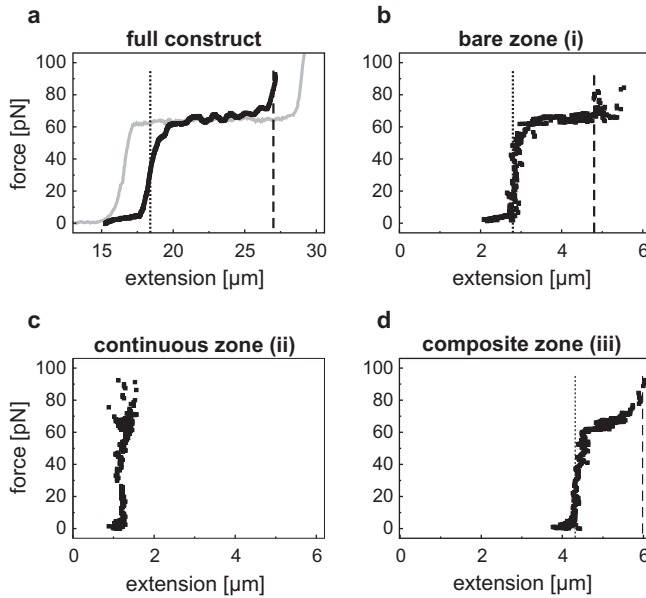 a
full construct
100
80
60
40
20
0
force [pN]
15 20 25 30
extension [µm]
b
bare zone (i)
100
80
60
40
20
0
0 2 4 6
extension [µm]
c
continuous zone (ii)
100
80
60
40
20
0
force [pN]
0 2 4 6
extension [µm]
d
composite zone (iii)
100
80
60
40
20
0
0 2 4 6
extension [µm]